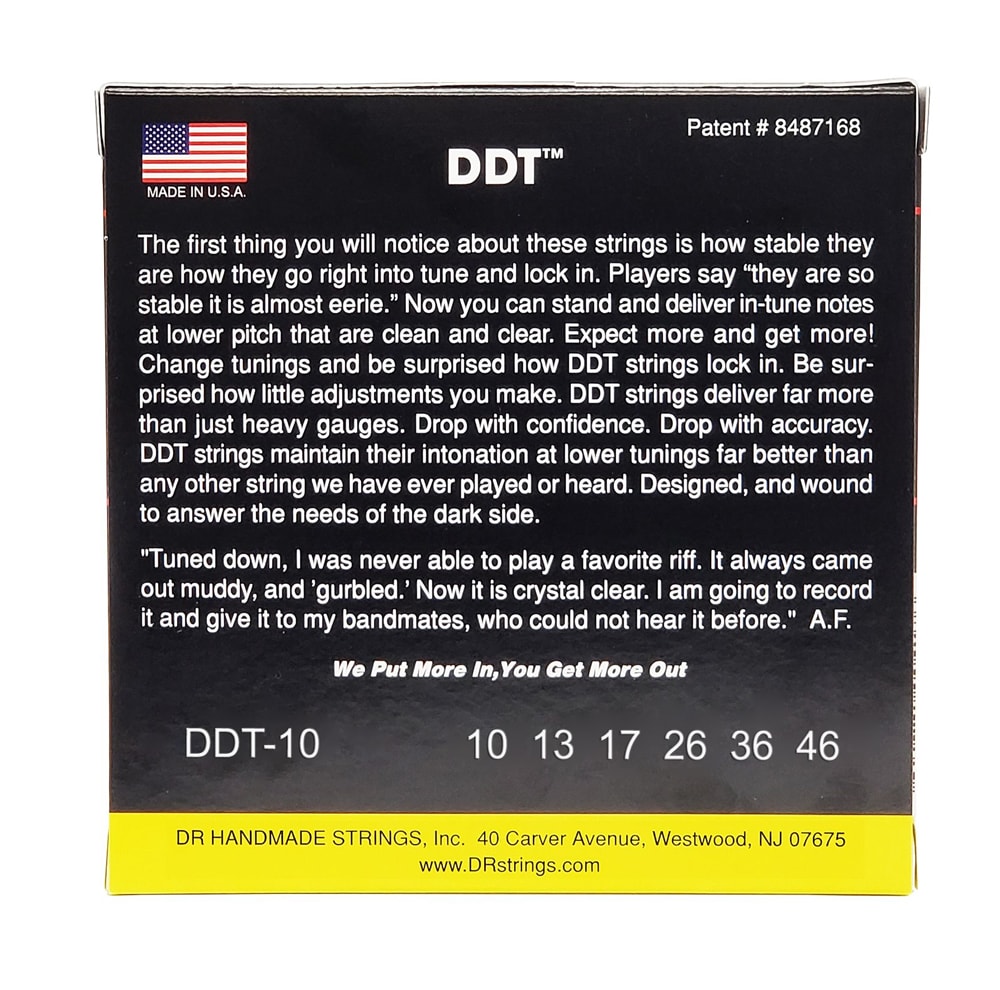 Patent # 8487168
MADE IN U.S.A.
DDT™
The first thing you will notice about these strings is how stable they
are how they go right into tune and lock in. Players say “they are so
stable it is almost eerie.” Now you can stand and deliver in-tune notes
at lower pitch that are clean and clear. Expect more and get more!
Change tunings and be surprised how DDT strings lock in. Be sur-
prised how little adjustments you make. DDT strings deliver far more
than just heavy gauges. Drop with confidence. Drop with accuracy.
DDT strings maintain their intonation at lower tunings far better than
any other string we have ever played or heard. Designed, and wound
to answer the needs of the dark side.
"Tuned down, I was never able to play a favorite riff. It always came
out muddy, and ’gurbled.’ Now it is crystal clear. I am going to record
it and give it to my bandmates, who could not hear it before." A.F.
We Put More In,You Get More Out
DDT-10 10 13 17 26 36 46
DR HANDMADE STRINGS, Inc. 40 Carver Avenue, Westwood, NJ 07675
www.DRstrings.com